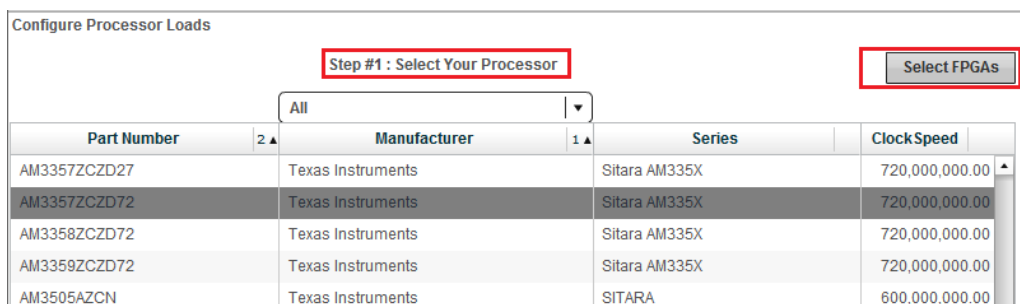 Configure Processor Loads
Step #1 : Select Your Processor
Select FPGAs
All
Part Number 2 Manufacturer 1 Series ClockSpeed
AM3357ZCZD27 Texas Instruments Sitara AM335X 720,000,000.00
AM3357ZCZD72 Texas Instruments Sitara AM335X 720,000,000.00
AM3358ZCZD72 Texas Instruments Sitara AM335X 720,000,000.00
AM3359ZCZD72 Texas Instruments Sitara AM335X 720,000,000.00
AM3505AZCN Texas Instruments SITARA 600,000,000.00